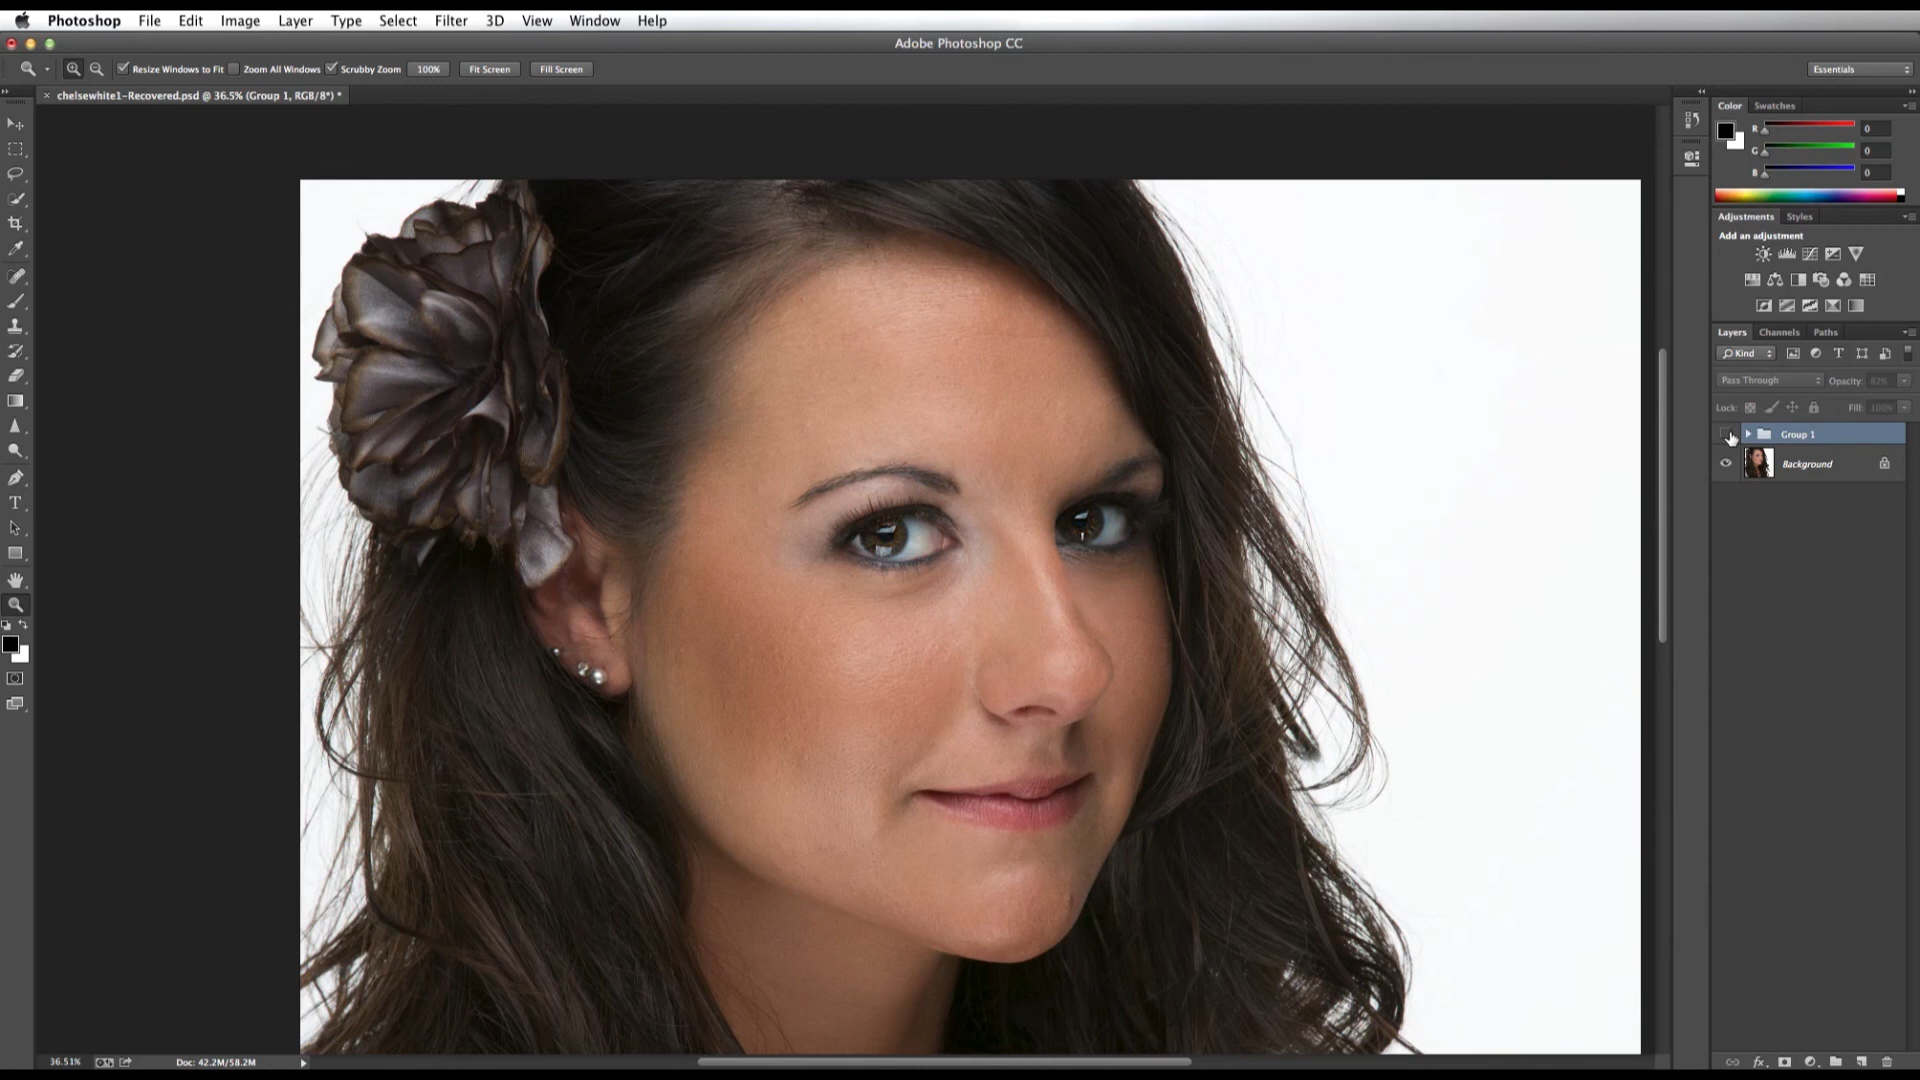 Photoshop File Edit Image Layer Type Select Filter 3D View Window Help
Adobe Photoshop CC
Resize Windows to Fit Zoom All Windows Scrubby Zoom 100% Fit Screen Fill Screen Essentials
× chelsewhite1-Recovered.psd @ 36.5% (Group 1, RGB/8*) *
Color Swatches
R 0
G 0
B 0
Adjustments Styles
Add an adjustment
Layers Channels Paths
Kind
Pass Through Opacity: 82%
Lock: Fill: 100%
Group 1
Background
36.51% Doc: 42.2M/58.2M